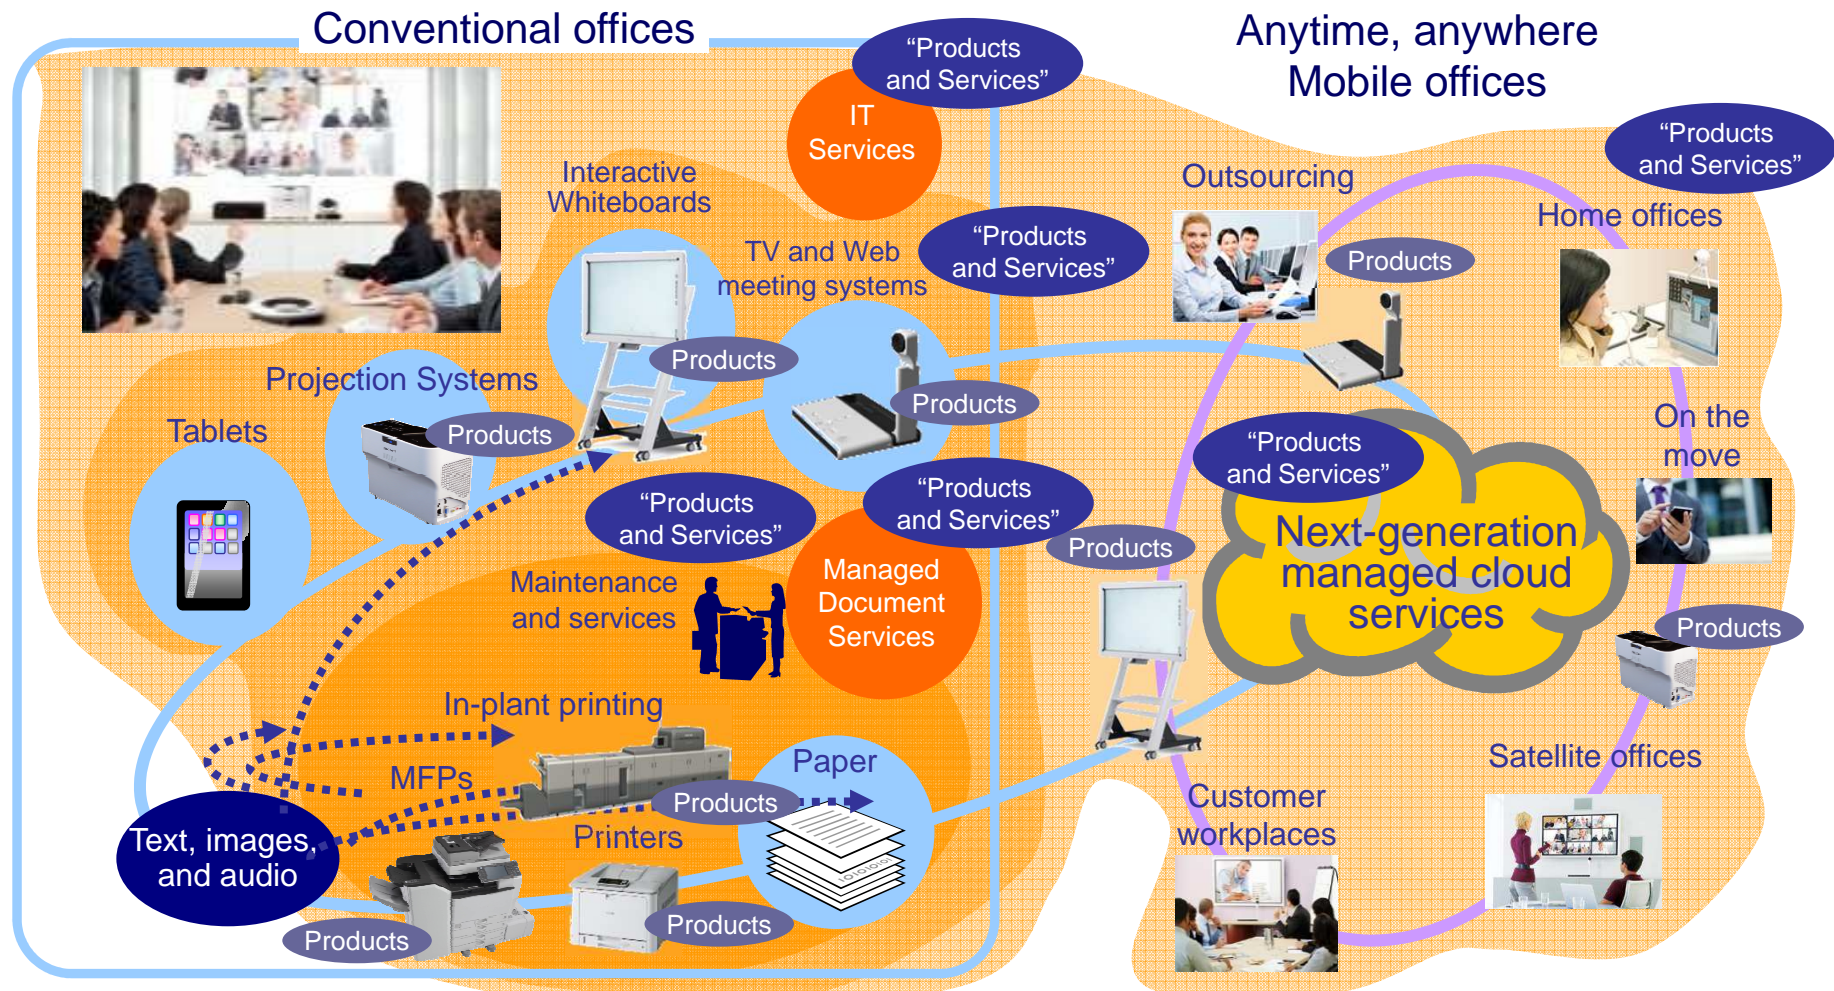 Conventional offices
Anytime, anywhere
Mobile offices
“Products
and Services”
IT
Services
“Products
and Services”
Interactive
Whiteboards
Outsourcing
Home offices
“Products
and Services”
TV and Web
meeting systems
Products
Products
Projection Systems
Products
Products
Tablets
Products
On the
move
“Products
and Services”
“Products
and Services”
“Products
and Services”
Next-generation
managed cloud
services
Products
Maintenance
and services
Managed
Document
Services
Products
In-plant printing
MFPs
Paper
Satellite offices
Products
Customer
workplaces
Printers
Text, images,
and audio
1010101
101010
Products
Products